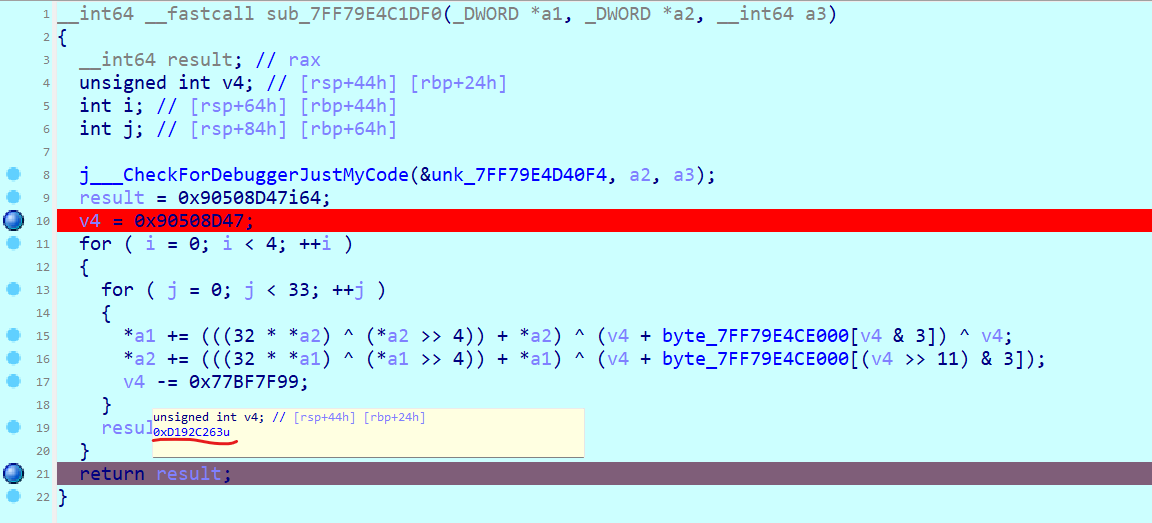 1 __int64 __fastcall sub_7FF79E4C1DF0(_DWORD *a1, _DWORD *a2, __int64 a3)
2 {
3 __int64 result; // rax
4 unsigned int v4; // [rsp+44h] [rbp+24h]
5 int i; // [rsp+64h] [rbp+44h]
6 int j; // [rsp+84h] [rbp+64h]
7
8 j___CheckForDebuggerJustMyCode(&unk_7FF79E4D40F4, a2, a3);
9 result = 0x90508D47i64;
10 v4 = 0x90508D47;
11 for ( i = 0; i < 4; ++i )
12 {
13 for ( j = 0; j < 33; ++j )
14 {
15 *a1 += (((32 * *a2) ^ (*a2 >> 4)) + *a2) ^ (v4 + byte_7FF79E4CE000[v4 & 3]) ^ v4;
16 *a2 += (((32 * *a1) ^ (*a1 >> 4)) + *a1) ^ (v4 + byte_7FF79E4CE000[(v4 >> 11) & 3]);
17 v4 -= 0x77BF7F99;
18 }
unsigned int v4; // [rsp+44h] [rbp+24h]
19 resul
0xD192C263u
20 }
21 return result;
22 }